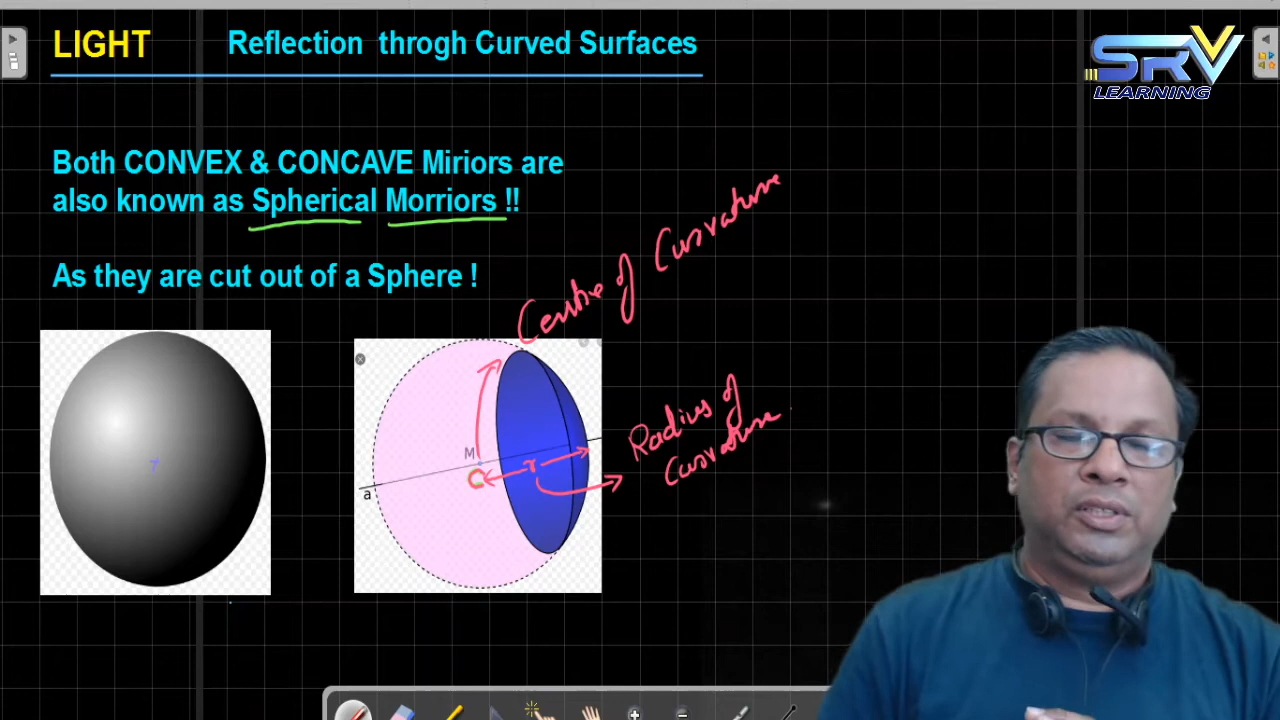 LIGHT
Reflection throgh Curved Surfaces
SRV
LEARNING
Both CONVEX & CONCAVE Miriors are
also known as Spherical Morriors !!
As they are cut out of a Sphere !
Centre of Curvature
Radius of
Curvature
M
C
r
a